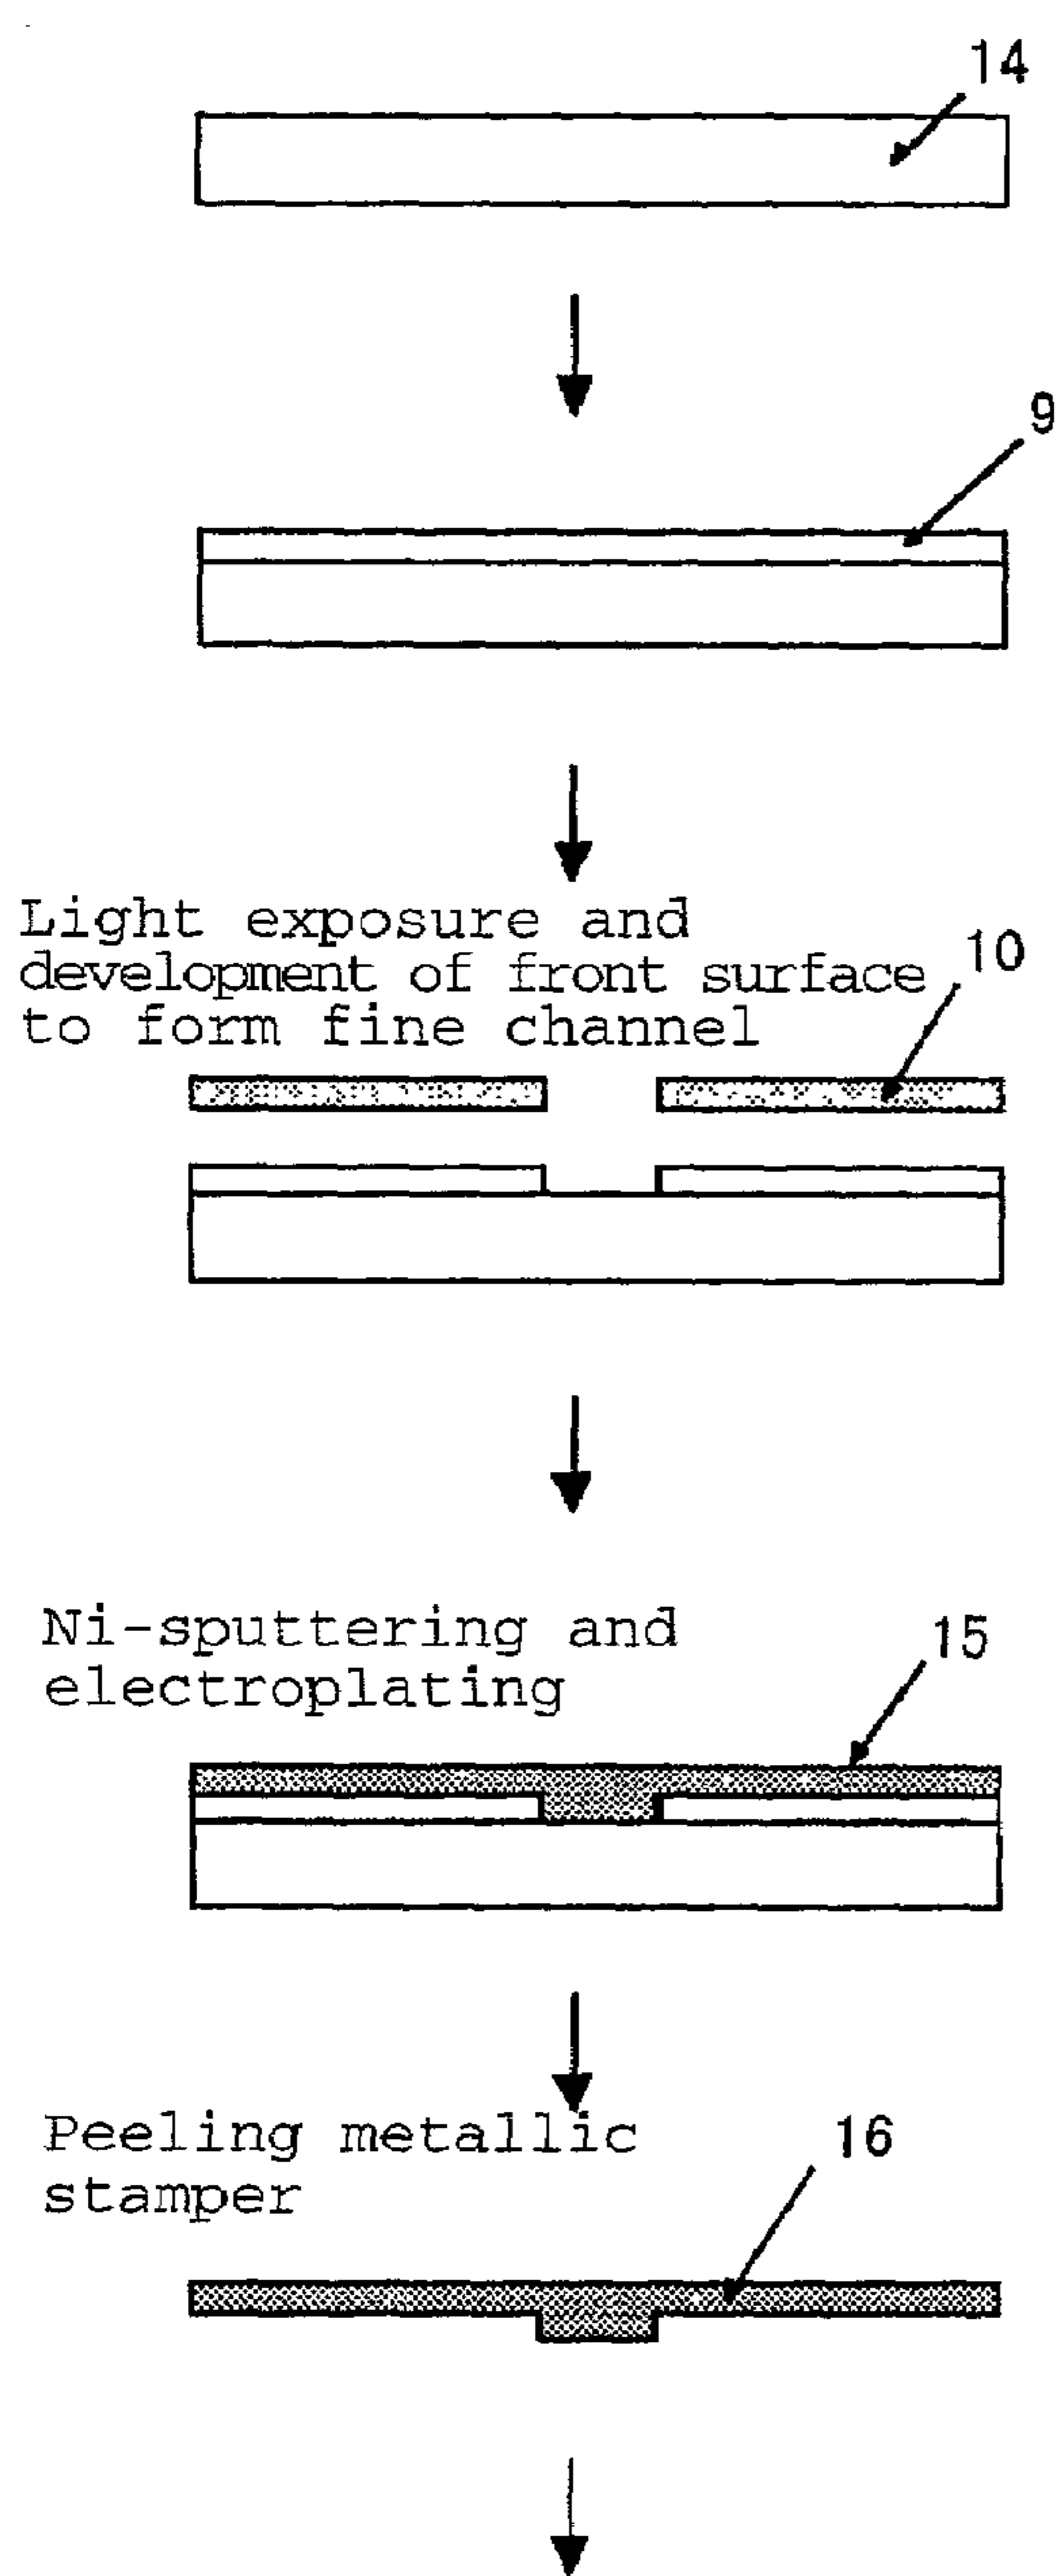 14
9
Light exposure and
development of front surface
to form fine channel
10
Ni-sputtering and
electroplating
15
Peeling metallic
stamper
16